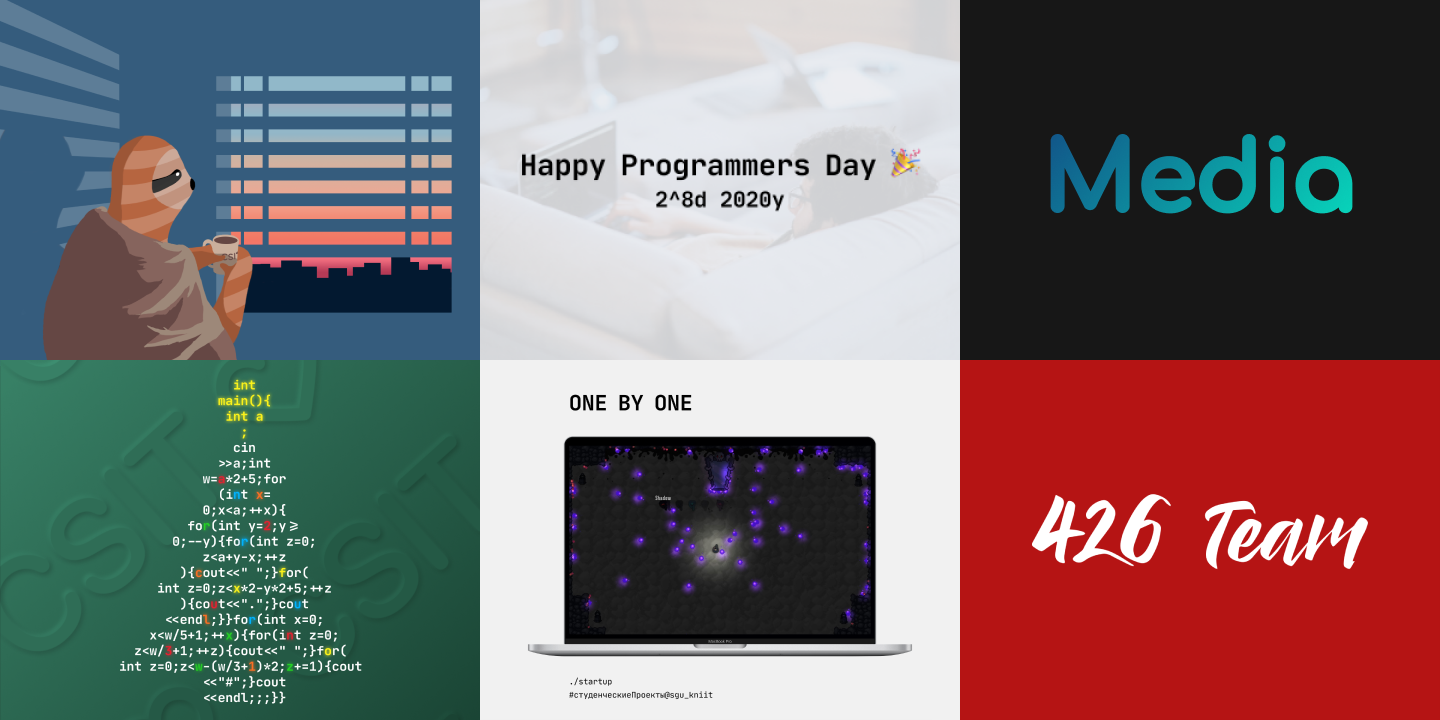 CSIT
Happy Programmers Day 🎉
2^8d 2020y
Media
CSIT
CSIT
int
main(){
int a
;
cin
>>a;int
w=a*2+5;for
(int x=
0;x<a;++x){
for(int y=2;y>=
0;--y){for(int z=0;
z<a+y-x;++z
){cout<<" ";}for(
int z=0;z<x*2-y*2+5;++z
){cout<<".";}cout
<<endl;}}for(int x=0;
x<w/5+1;++x){for(int z=0;
z<w/3+1;++z){cout<<" ";}for(
int z=0;z<w-(w/3+1)*2;z+=1){cout
<<"#";}cout
<<endl;;;}}
ONE BY ONE
MacBook Pro
./startup
#студенческиеПроекты@sgu_kniit
426 Team